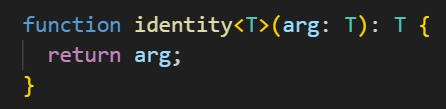 function identity<T>(arg: T): T {
  return arg;
}